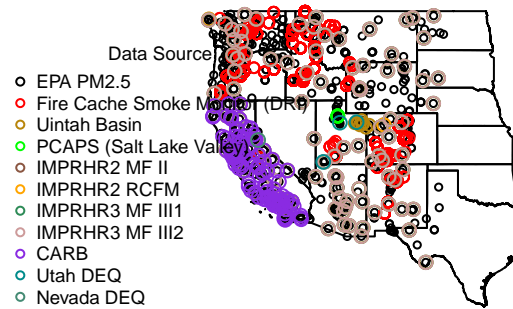 Data Source
EPA PM2.5
Fire Cache Smoke Monitor (DRI)
Uintah Basin
PCAPS (Salt Lake Valley)
IMPRHR2 MF II
IMPRHR2 RCFM
IMPRHR3 MF III1
IMPRHR3 MF III2
CARB
Utah DEQ
Nevada DEQ